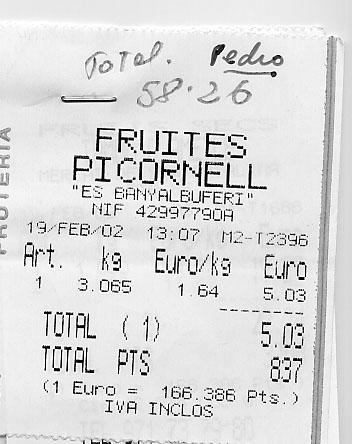 Total. Pedro
58.26
FRUITES
PICORNELL
"ES BANYALBUFERI"
NIF 42997790A
19/FEB/02 13:07 M2-T2396
Art. kg Euro/kg Euro
1 3.065 1.64 5.03
--------
TOTAL (1) 5.03
TOTAL PTS 837
(1 Euro = 166.386 Pts.)
IVA INCLOS
FRUTERIA